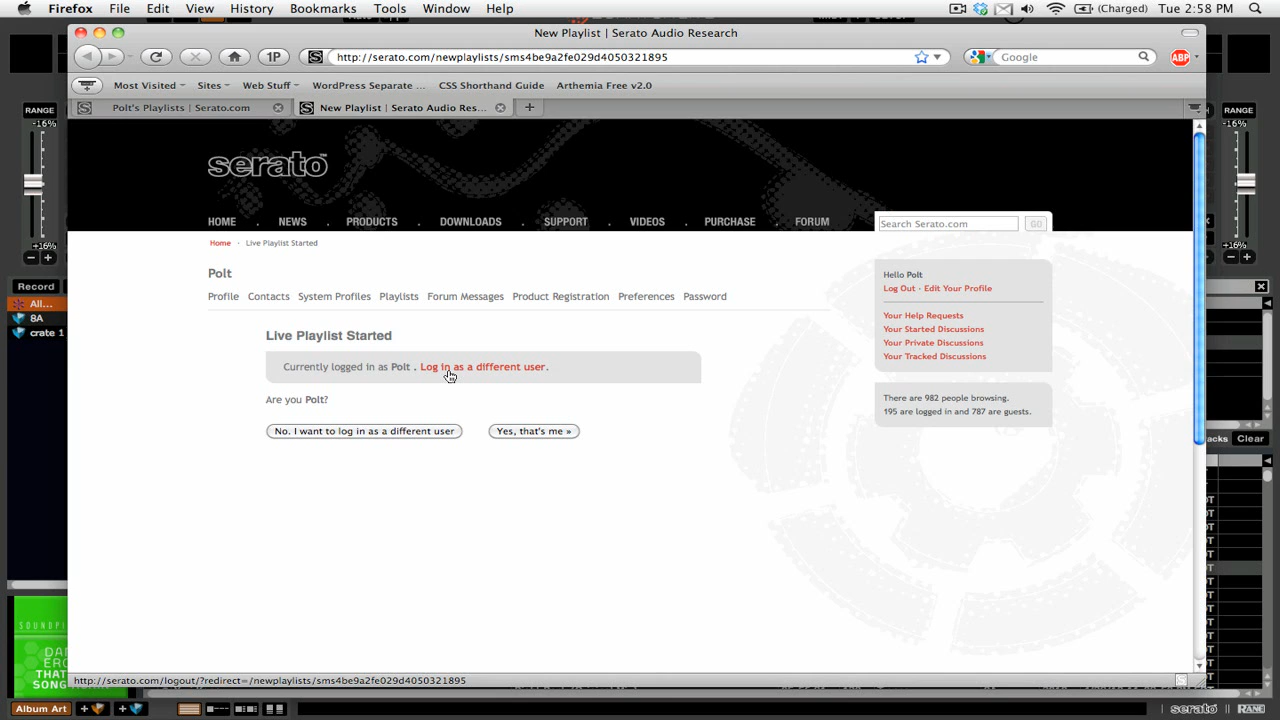 Firefox File Edit View History Bookmarks Tools Window Help (Charged) Tue 2:58 PM
New Playlist | Serato Audio Research
1P http://serato.com/newplaylists/sms4be9a2fe029d4050321895 Google ABP
Most Visited Sites Web Stuff WordPress Separate ... CSS Shorthand Guide Arthemia Free v2.0
Polt's Playlists | Serato.com New Playlist | Serato Audio Res...
RANGE RANGE
-16% -16%
serato
HOME . NEWS . PRODUCTS . DOWNLOADS . SUPPORT . VIDEOS . PURCHASE . FORUM
Search Serato.com GO
+16% +16%
Home · Live Playlist Started
Polt
Profile Contacts System Profiles Playlists Forum Messages Product Registration Preferences Password
Hello Polt
Log Out · Edit Your Profile
Your Help Requests
Your Started Discussions
Your Private Discussions
Your Tracked Discussions
There are 982 people browsing.
195 are logged in and 787 are guests.
Record
All...
8A
crate 1
Live Playlist Started
Currently logged in as Polt . Log in as a different user.
Are you Polt?
No. I want to log in as a different user Yes, that's me »
Clear
http://serato.com/logout/?redirect=/newplaylists/sms4be9a2fe029d4050321895
Album Art serato RANE